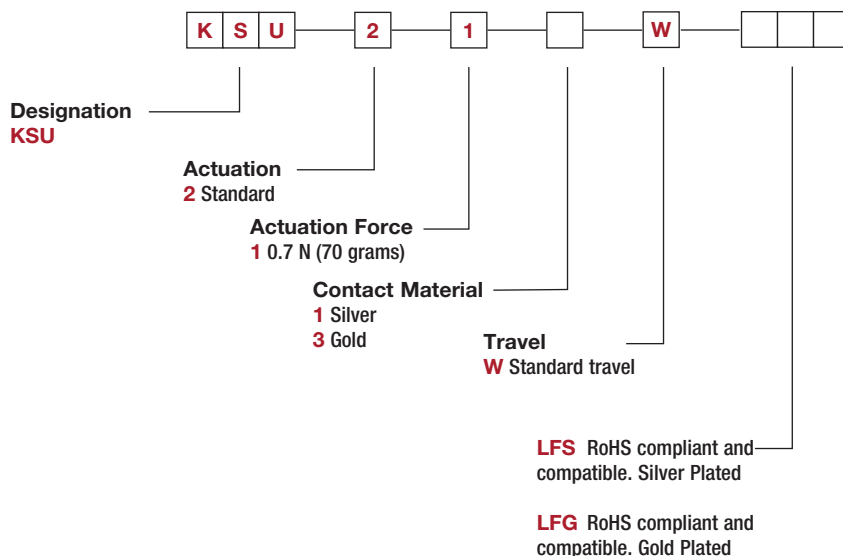 K S U 2 1 W
Designation
KSU
Actuation
2 Standard
Actuation Force
1 0.7 N (70 grams)
Contact Material
1 Silver
3 Gold
Travel
W Standard travel
LFS RoHS compliant and
compatible. Silver Plated
LFG RoHS compliant and
compatible. Gold Plated